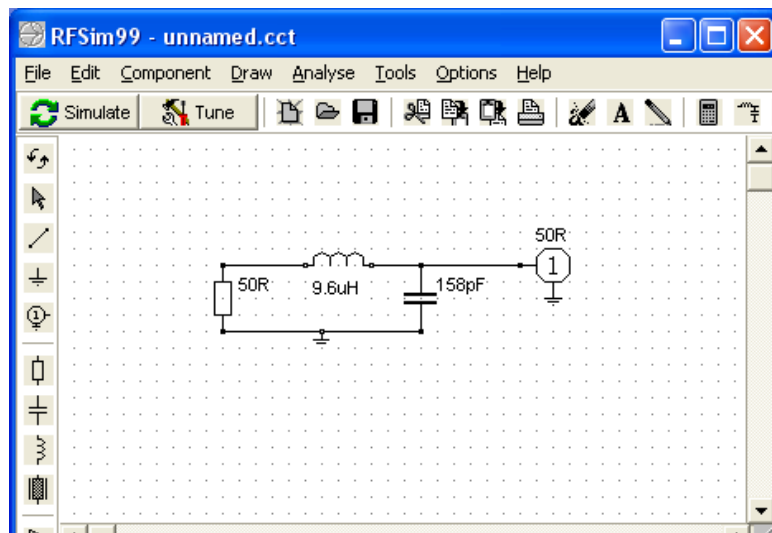 RFSim99 - unnamed.cct
File Edit Component Draw Analyse Tools Options Help
Simulate Tune A
50R
1
50R 9.6uH 158pF